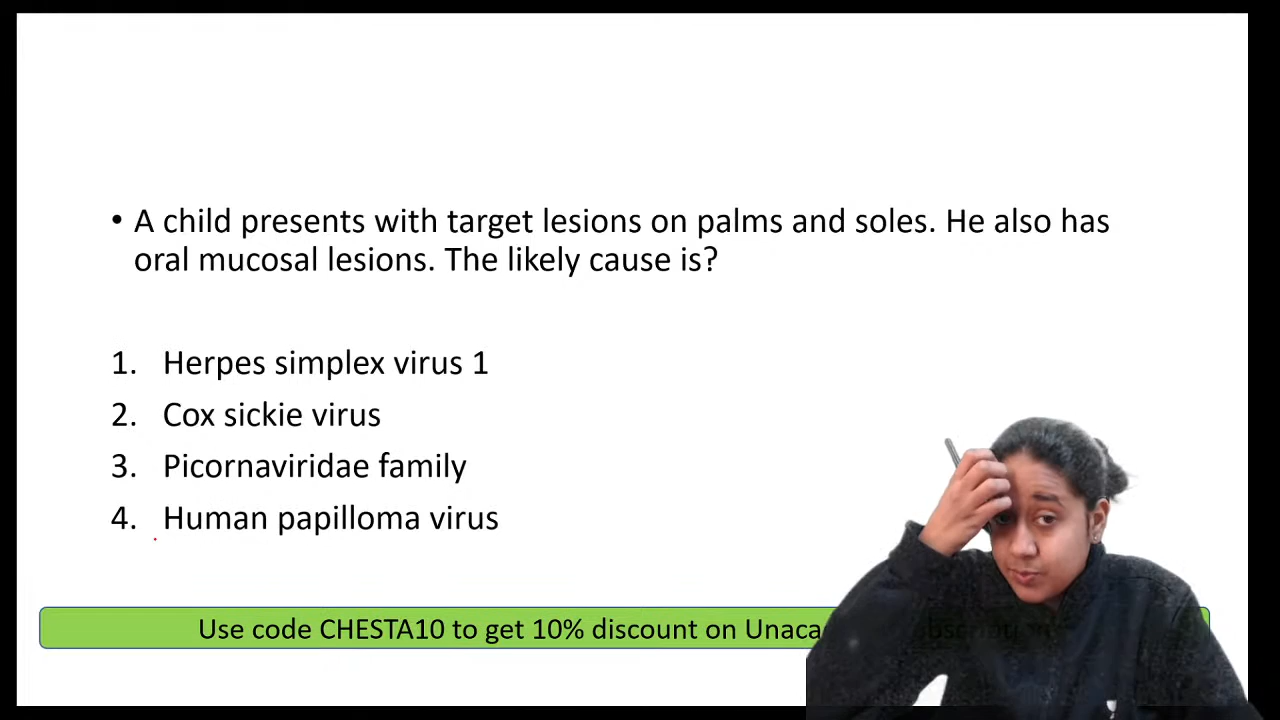 • A child presents with target lesions on palms and soles. He also has
oral mucosal lesions. The likely cause is?
1. Herpes simplex virus 1
2. Cox sickie virus
3. Picornaviridae family
4. Human papilloma virus
Use code CHESTA10 to get 10% discount on